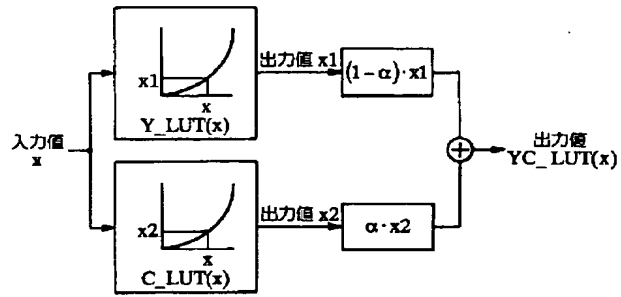 x1
x
Y_LUT(x)
出力値 x1
(1−α)·x1
入力値
x
出力値
YC_LUT(x)
x2
x
C_LUT(x)
出力値 x2
α·x2